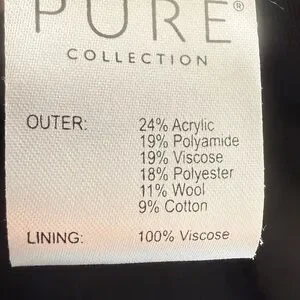 PURE®
COLLECTION
OUTER: 24% Acrylic
19% Polyamide
19% Viscose
18% Polyester
11% Wool
9% Cotton
LINING: 100% Viscose